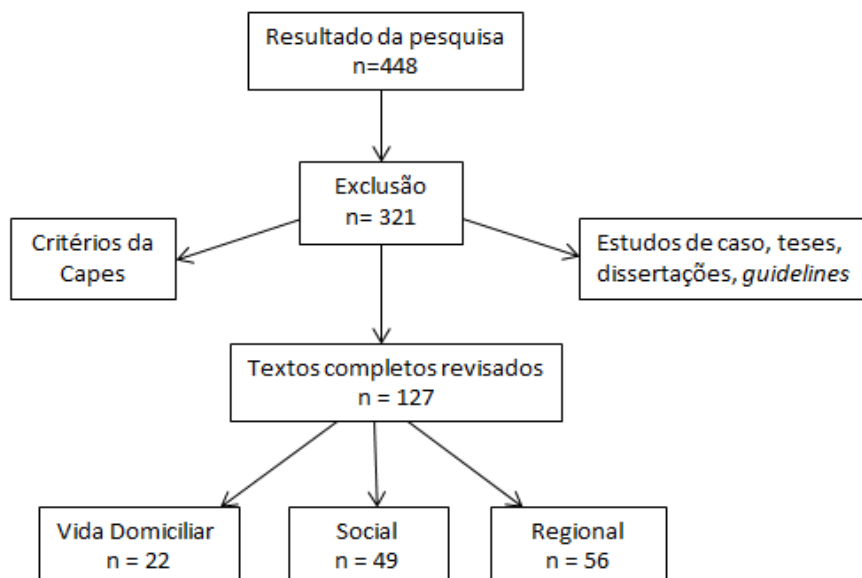 Resultado da pesquisa
n=448
Exclusão
n= 321
Critérios da
Capes
Estudos de caso, teses,
dissertações, guidelines
Textos completos revisados
n = 127
Vida Domiciliar
n = 22
Social
n = 49
Regional
n = 56